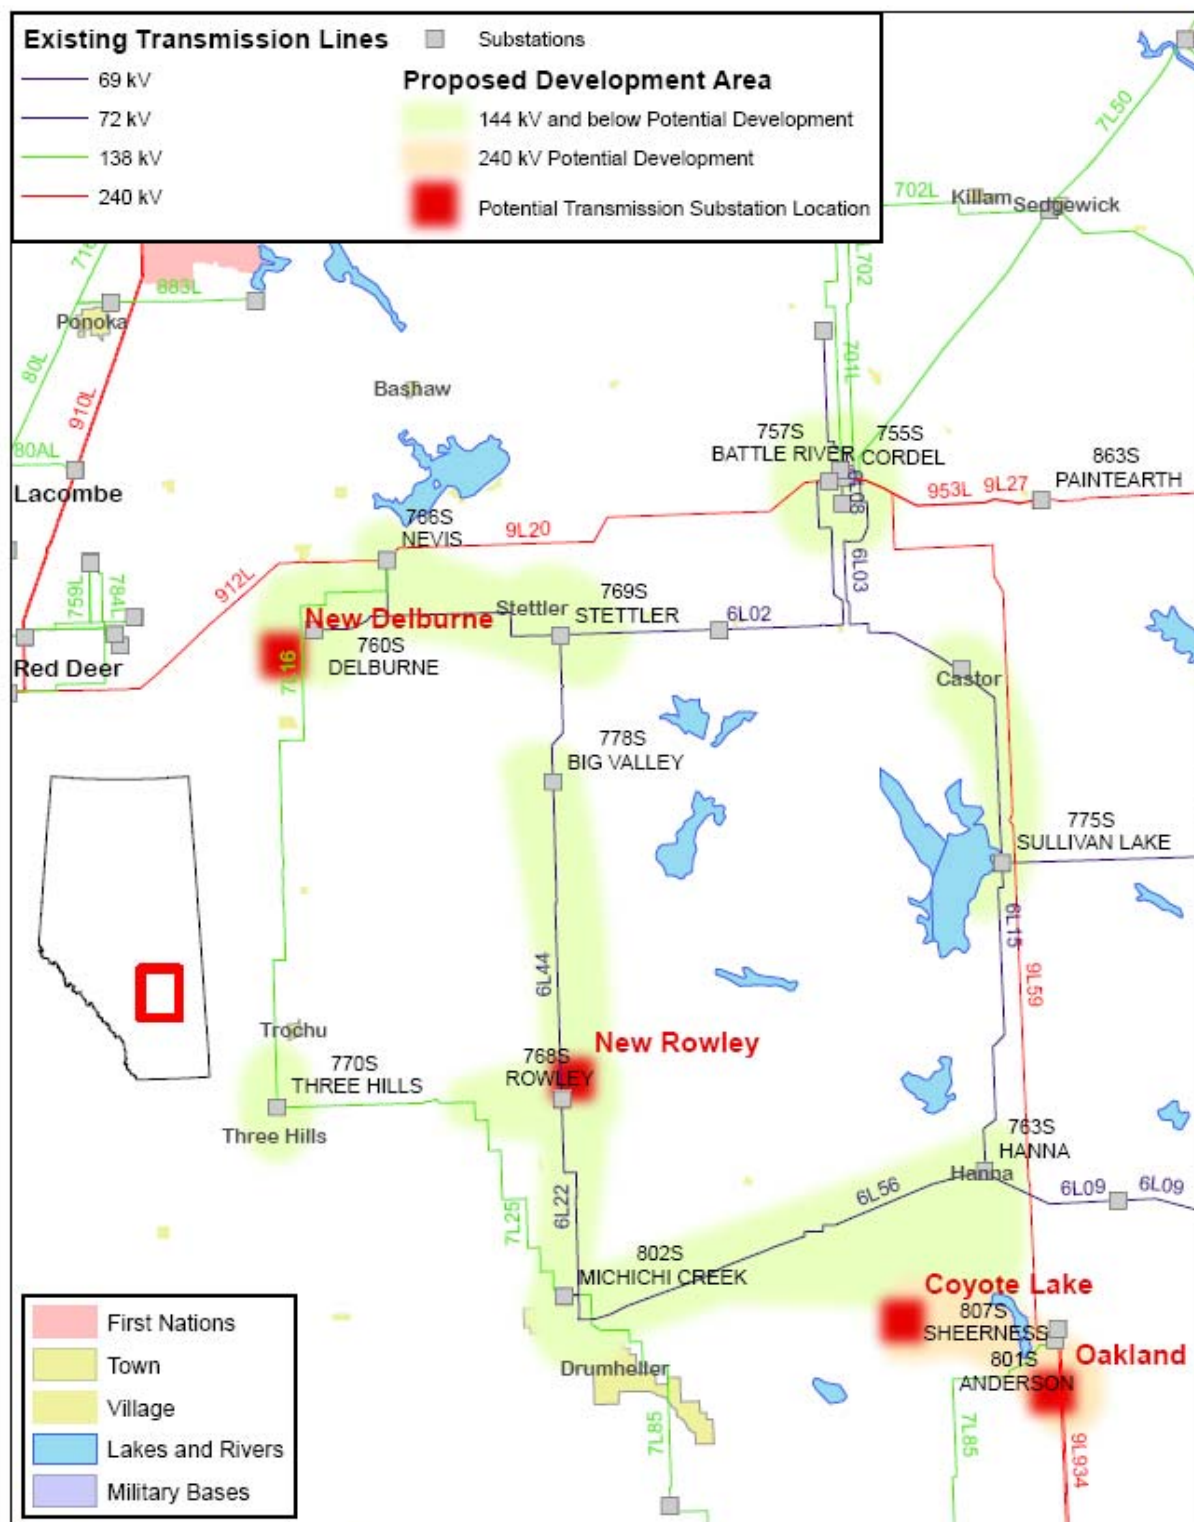 Existing Transmission Lines
69 kV
72 kV
138 kV
240 kV
Substations
Proposed Development Area
144 kV and below Potential Development
240 kV Potential Development
Potential Transmission Substation Location
7L50
702L
Killam
Sedgewick
L702
716
883L
Ponoka
80L
910L
701L
Bashaw
757S
BATTLE RIVER
755S
CORDEL
863S
PAINTEARTH
80AL
Lacombe
953L
9L27
766S
NEVIS
9L20
912L
759L
784L
6L03
769S
STETTLER
Stettler
6L02
New Delburne
760S
DELBURNE
Red Deer
7L16
Castor
778S
BIG VALLEY
775S
SULLIVAN LAKE
6L15
6L44
9L59
Trochu
New Rowley
768S
ROWLEY
770S
THREE HILLS
Three Hills
763S
HANNA
Hanna
6L56
6L09
6L09
6L22
7L25
802S
MICHICHI CREEK
Coyote Lake
807S
SHEERNESS
Oakland
801S
ANDERSON
Drumheller
7L85
7L85
9L934
First Nations
Town
Village
Lakes and Rivers
Military Bases